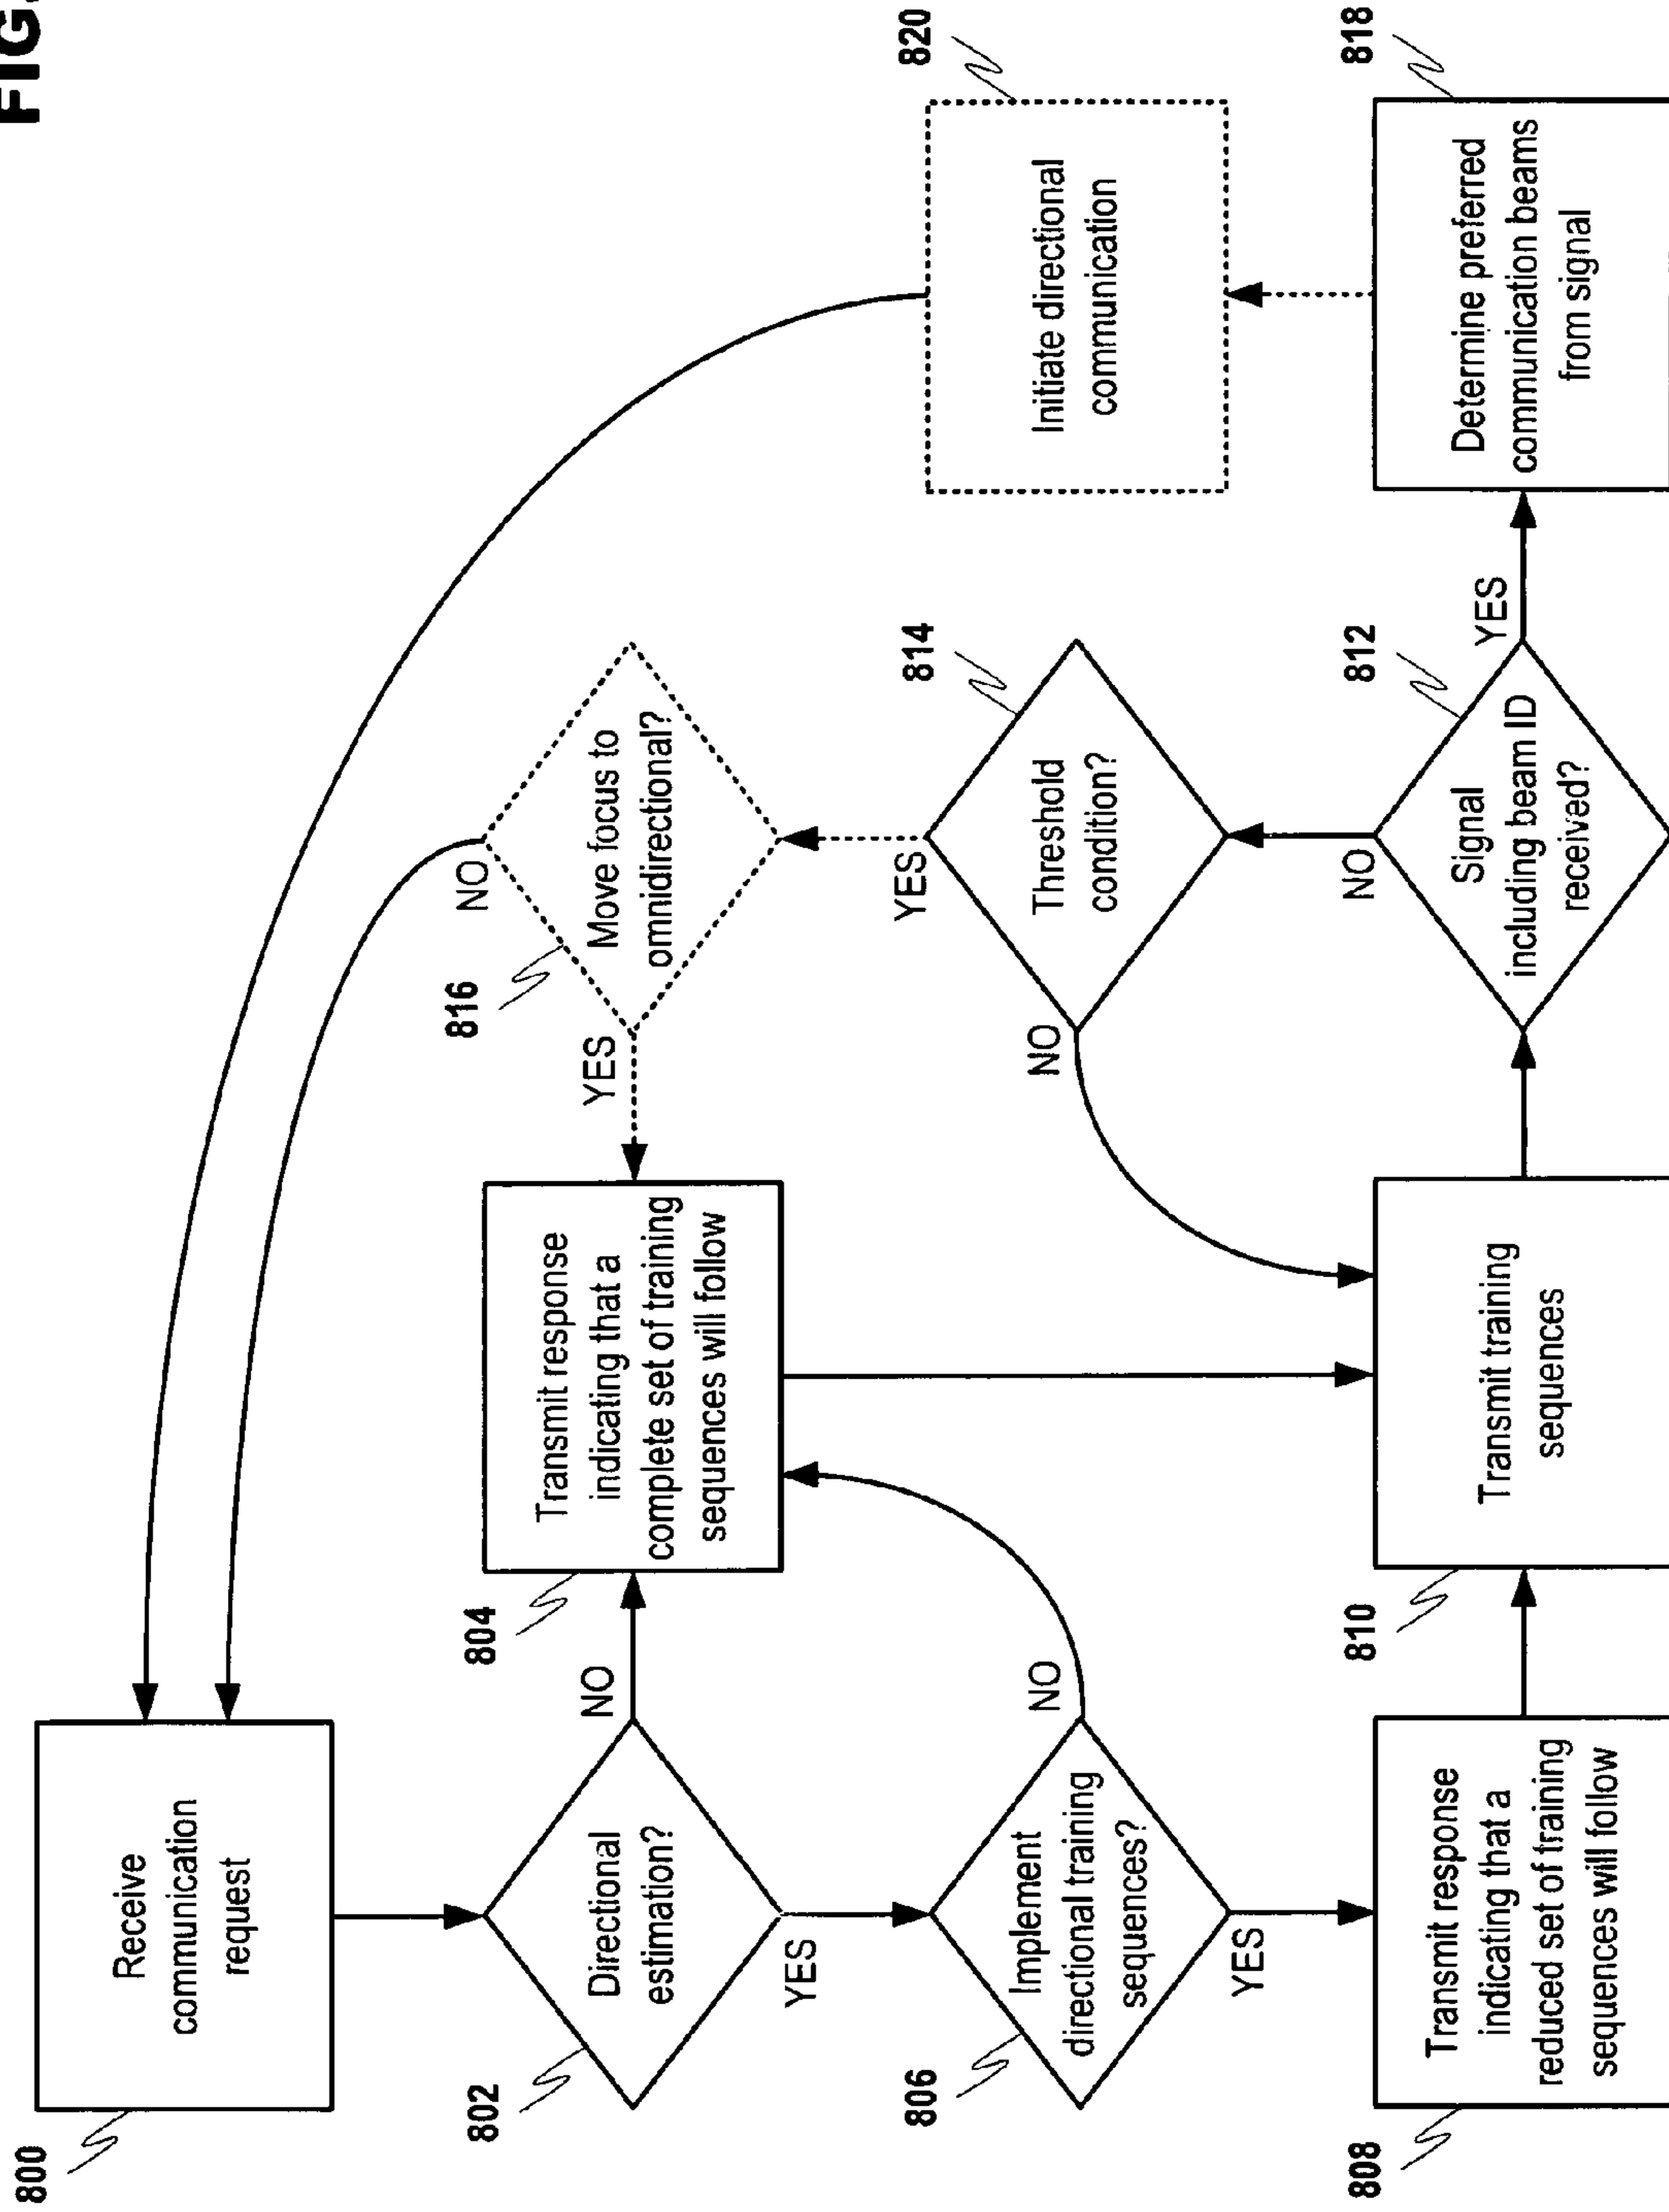 FIG.
800
Receive
communication
request
802
Directional
estimation?
NO
YES
804
Transmit response
indicating that a
complete set of training
sequences will follow
806
Implement
directional training
sequences?
NO
YES
808
Transmit response
indicating that a
reduced set of training
sequences will follow
810
Transmit training
sequences
812
Signal
including beam ID
received?
NO
YES
814
Threshold
condition?
NO
YES
816
Move focus to
omnidirectional?
YES
NO
818
Determine preferred
communication beams
from signal
820
Initiate directional
communication